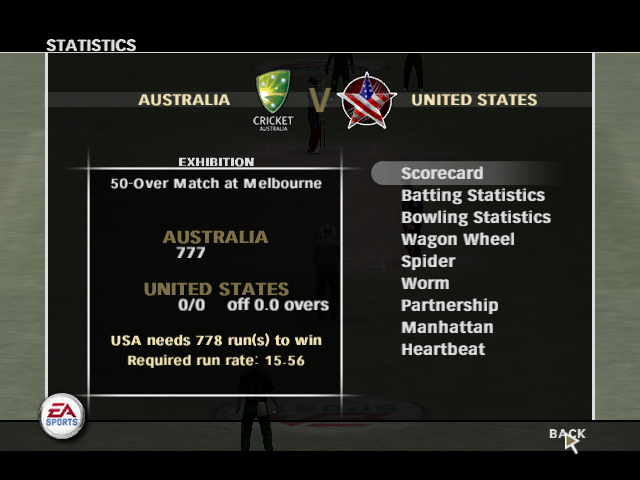 STATISTICS
AUSTRALIA V UNITED STATES
CRICKET
AUSTRALIA
EXHIBITION
50-Over Match at Melbourne
AUSTRALIA
777
UNITED STATES
0/0 off 0.0 overs
USA needs 778 run(s) to win
Required run rate: 15.56
Scorecard
Batting Statistics
Bowling Statistics
Wagon Wheel
Spider
Worm
Partnership
Manhattan
Heartbeat
EA
SPORTS
BACK